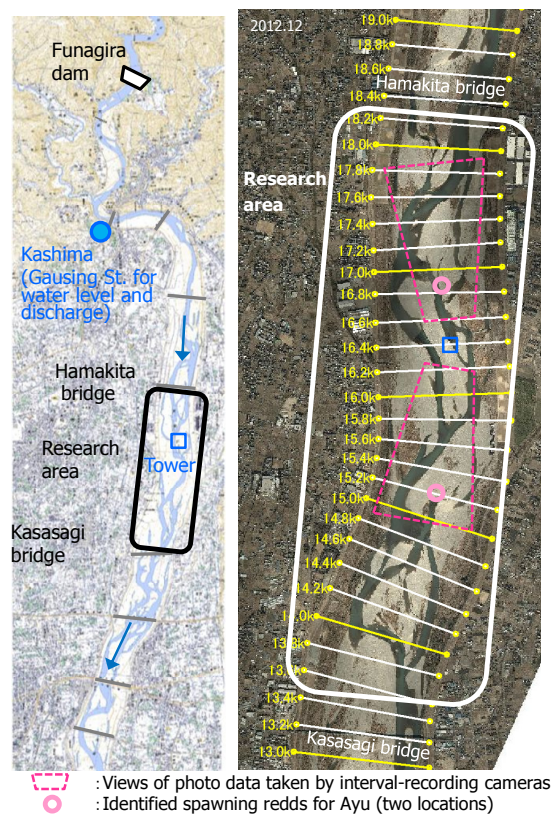 Funagira
dam
Kashima
(Gausing St. for
water level and
discharge)
Hamakita
bridge
Research
area
Tower
Kasasagi
bridge
2012.12
19.0k
18.8k
18.6k
Hamakita bridge
18.4k
18.2k
18.0k
17.8k
Research
area
17.6k
17.4k
17.2k
17.0k
16.8k
16.6k
16.4k
16.2k
16.0k
15.8k
15.6k
15.4k
15.2k
15.0k
14.8k
14.6k
14.4k
14.2k
13.4k
13.2k
Kasasagi bridge
13.0k
: Views of photo data taken by interval-recording cameras
: Identified spawning redds for Ayu (two locations)